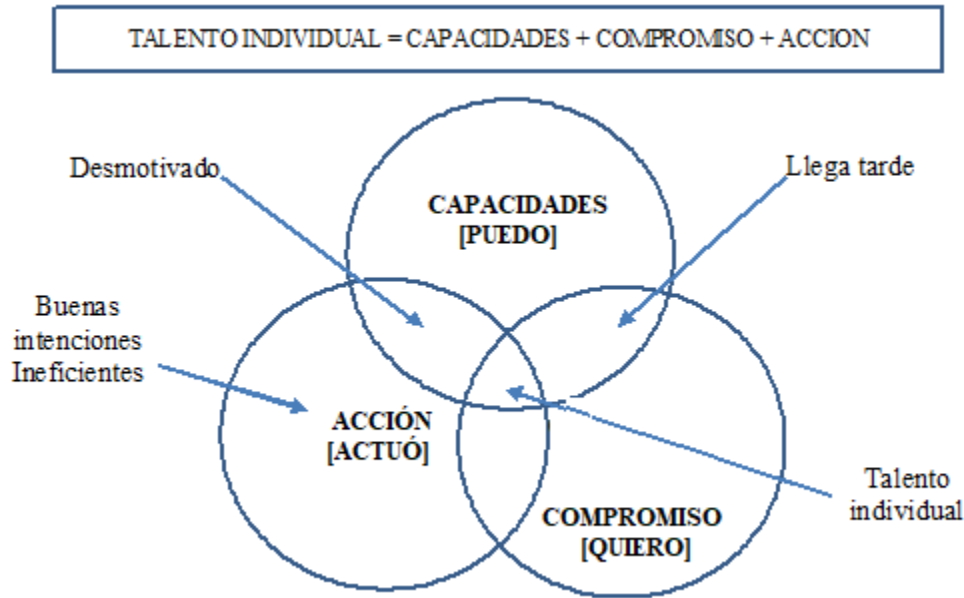 TALENTO INDIVIDUAL = CAPACIDADES + COMPROMISO + ACCION
Desmotivado
Llega tarde
CAPACIDADES
[PUEDO]
Buenas
intenciones
Ineficientes
ACCIÓN
[ACTUÓ]
Talento
individual
COMPROMISO
[QUIERO]